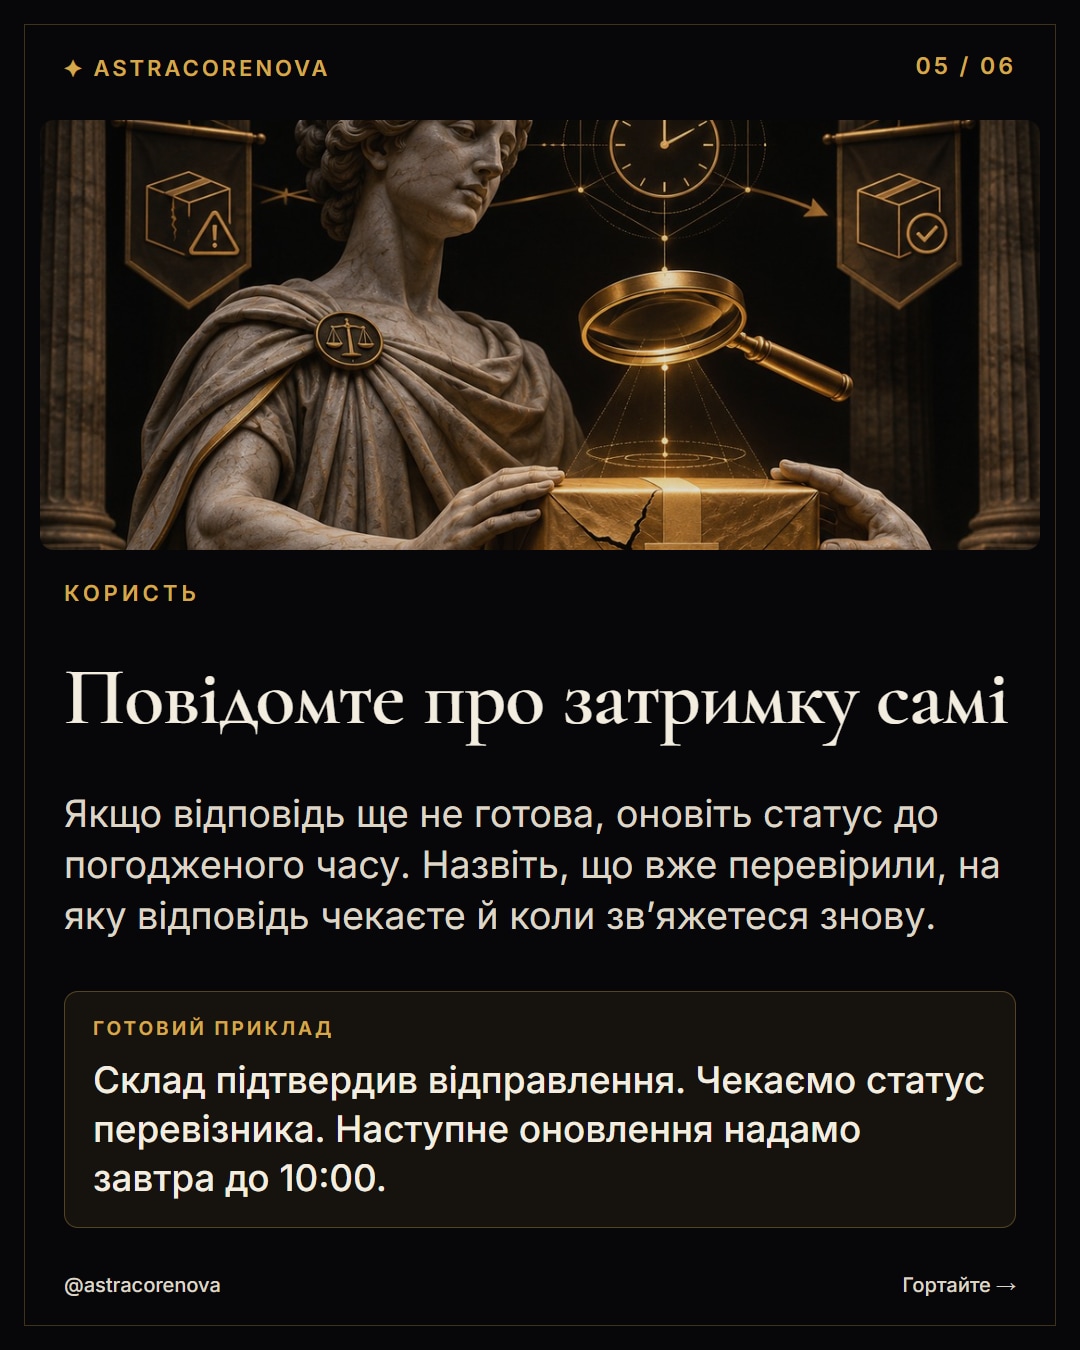 ✦ ASTRACORENOVA
05 / 06
КОРИСТЬ
Повідомте про затримку самі
Якщо відповідь ще не готова, оновіть статус до
погодженого часу. Назвіть, що вже перевірили, на
яку відповідь чекаєте й коли зв’яжетеся знову.
ГОТОВИЙ ПРИКЛАД
Склад підтвердив відправлення. Чекаємо статус
перевізника. Наступне оновлення надамо
завтра до 10:00.
@astracorenova
Гортайте →